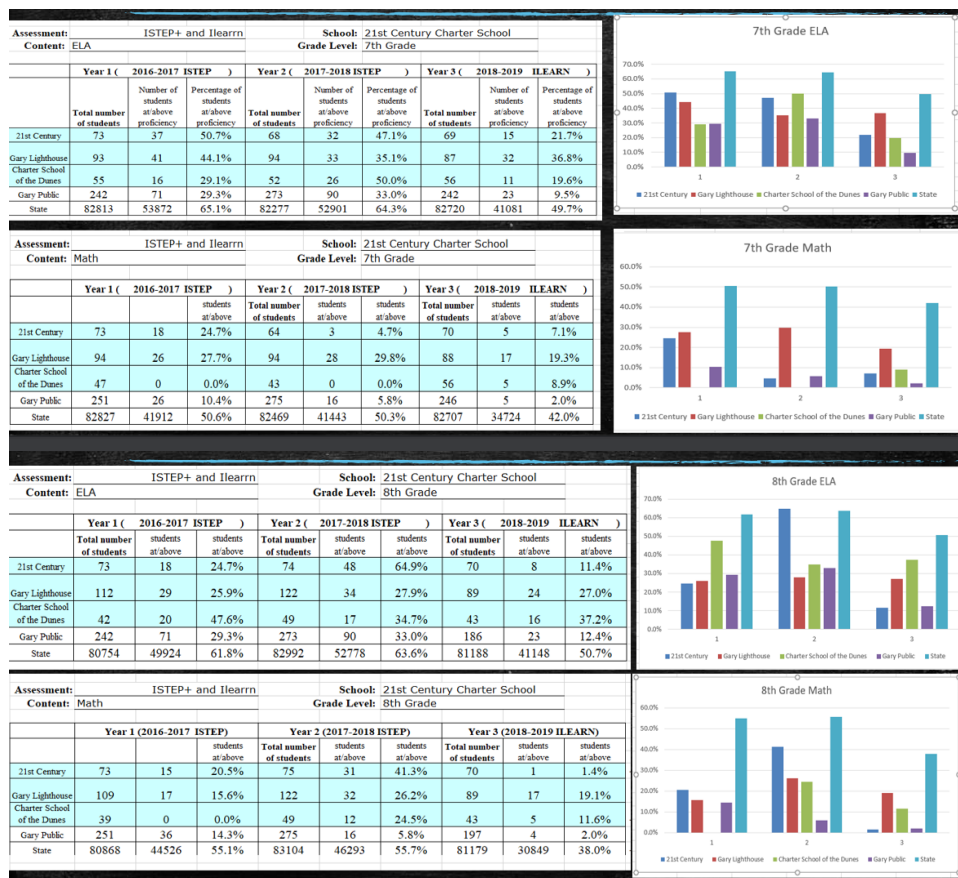 Assessment: ISTEP+ and Ilearrn School: 21st Century Charter School
Content: ELA Grade Level: 7th Grade
Year 1 ( 2016-2017 ISTEP ) Year 2 ( 2017-2018 ISTEP ) Year 3 ( 2018-2019 ILEARN )
Total number of students Number of students at/above proficiency Percentage of students at/above proficiency Total number of students Number of students at/above proficiency Percentage of students at/above proficiency Total number of students Number of students at/above proficiency Percentage of students at/above proficiency
21st Century 73 37 50.7% 68 32 47.1% 69 15 21.7%
Gary Lighthouse 93 41 44.1% 94 33 35.1% 87 32 36.8%
Charter School of the Dunes 55 16 29.1% 52 26 50.0% 56 11 19.6%
Gary Public 242 71 29.3% 273 90 33.0% 242 23 9.5%
State 82813 53872 65.1% 82277 52901 64.3% 82720 41081 49.7%
7th Grade ELA
70.0%
60.0%
50.0%
40.0%
30.0%
20.0%
10.0%
0.0%
1 2 3
21st Century Gary Lighthouse Charter School of the Dunes Gary Public State
Assessment: ISTEP+ and Ilearrn School: 21st Century Charter School
Content: Math Grade Level: 7th Grade
Year 1 ( 2016-2017 ISTEP ) Year 2 ( 2017-2018 ISTEP ) Year 3 ( 2018-2019 ILEARN )
students at/above Total number of students students at/above students at/above Total number of students students at/above students at/above
21st Century 73 18 24.7% 64 3 4.7% 70 5 7.1%
Gary Lighthouse 94 26 27.7% 94 28 29.8% 88 17 19.3%
Charter School of the Dunes 47 0 0.0% 43 0 0.0% 56 5 8.9%
Gary Public 251 26 10.4% 275 16 5.8% 246 5 2.0%
State 82827 41912 50.6% 82469 41443 50.3% 82707 34724 42.0%
7th Grade Math
60.0%
50.0%
40.0%
30.0%
20.0%
10.0%
0.0%
1 2 3
21st Century Gary Lighthouse Charter School of the Dunes Gary Public State
Assessment: ISTEP+ and Ilearrn School: 21st Century Charter School
Content: ELA Grade Level: 8th Grade
Year 1 ( 2016-2017 ISTEP ) Year 2 ( 2017-2018 ISTEP ) Year 3 ( 2018-2019 ILEARN )
Total number of students students at/above students at/above Total number of students students at/above students at/above Total number of students students at/above students at/above
21st Century 73 18 24.7% 74 48 64.9% 70 8 11.4%
Gary Lighthouse 112 29 25.9% 122 34 27.9% 89 24 27.0%
Charter School of the Dunes 42 20 47.6% 49 17 34.7% 43 16 37.2%
Gary Public 242 71 29.3% 273 90 33.0% 186 23 12.4%
State 80754 49924 61.8% 82992 52778 63.6% 81188 41148 50.7%
8th Grade ELA
70.0%
60.0%
50.0%
40.0%
30.0%
20.0%
10.0%
0.0%
1 2 3
21st Century Gary Lighthouse Charter School of the Dunes Gary Public State
Assessment: ISTEP+ and Ilearrn School: 21st Century Charter School
Content: Math Grade Level: 8th Grade
Year 1 (2016-2017 ISTEP) Year 2 (2017-2018 ISTEP) Year 3 (2018-2019 ILEARN)
students at/above Total number of students students at/above students at/above Total number of students students at/above students at/above
21st Century 73 15 20.5% 75 31 41.3% 70 1 1.4%
Gary Lighthouse 109 17 15.6% 122 32 26.2% 89 17 19.1%
Charter School of the Dunes 39 0 0.0% 49 12 24.5% 43 5 11.6%
Gary Public 251 36 14.3% 275 16 5.8% 197 4 2.0%
State 80868 44526 55.1% 83104 46293 55.7% 81179 30849 38.0%
8th Grade Math
60.0%
50.0%
40.0%
30.0%
20.0%
10.0%
0.0%
1 2 3
21st Century Gary Lighthouse Charter School of the Dunes Gary Public State